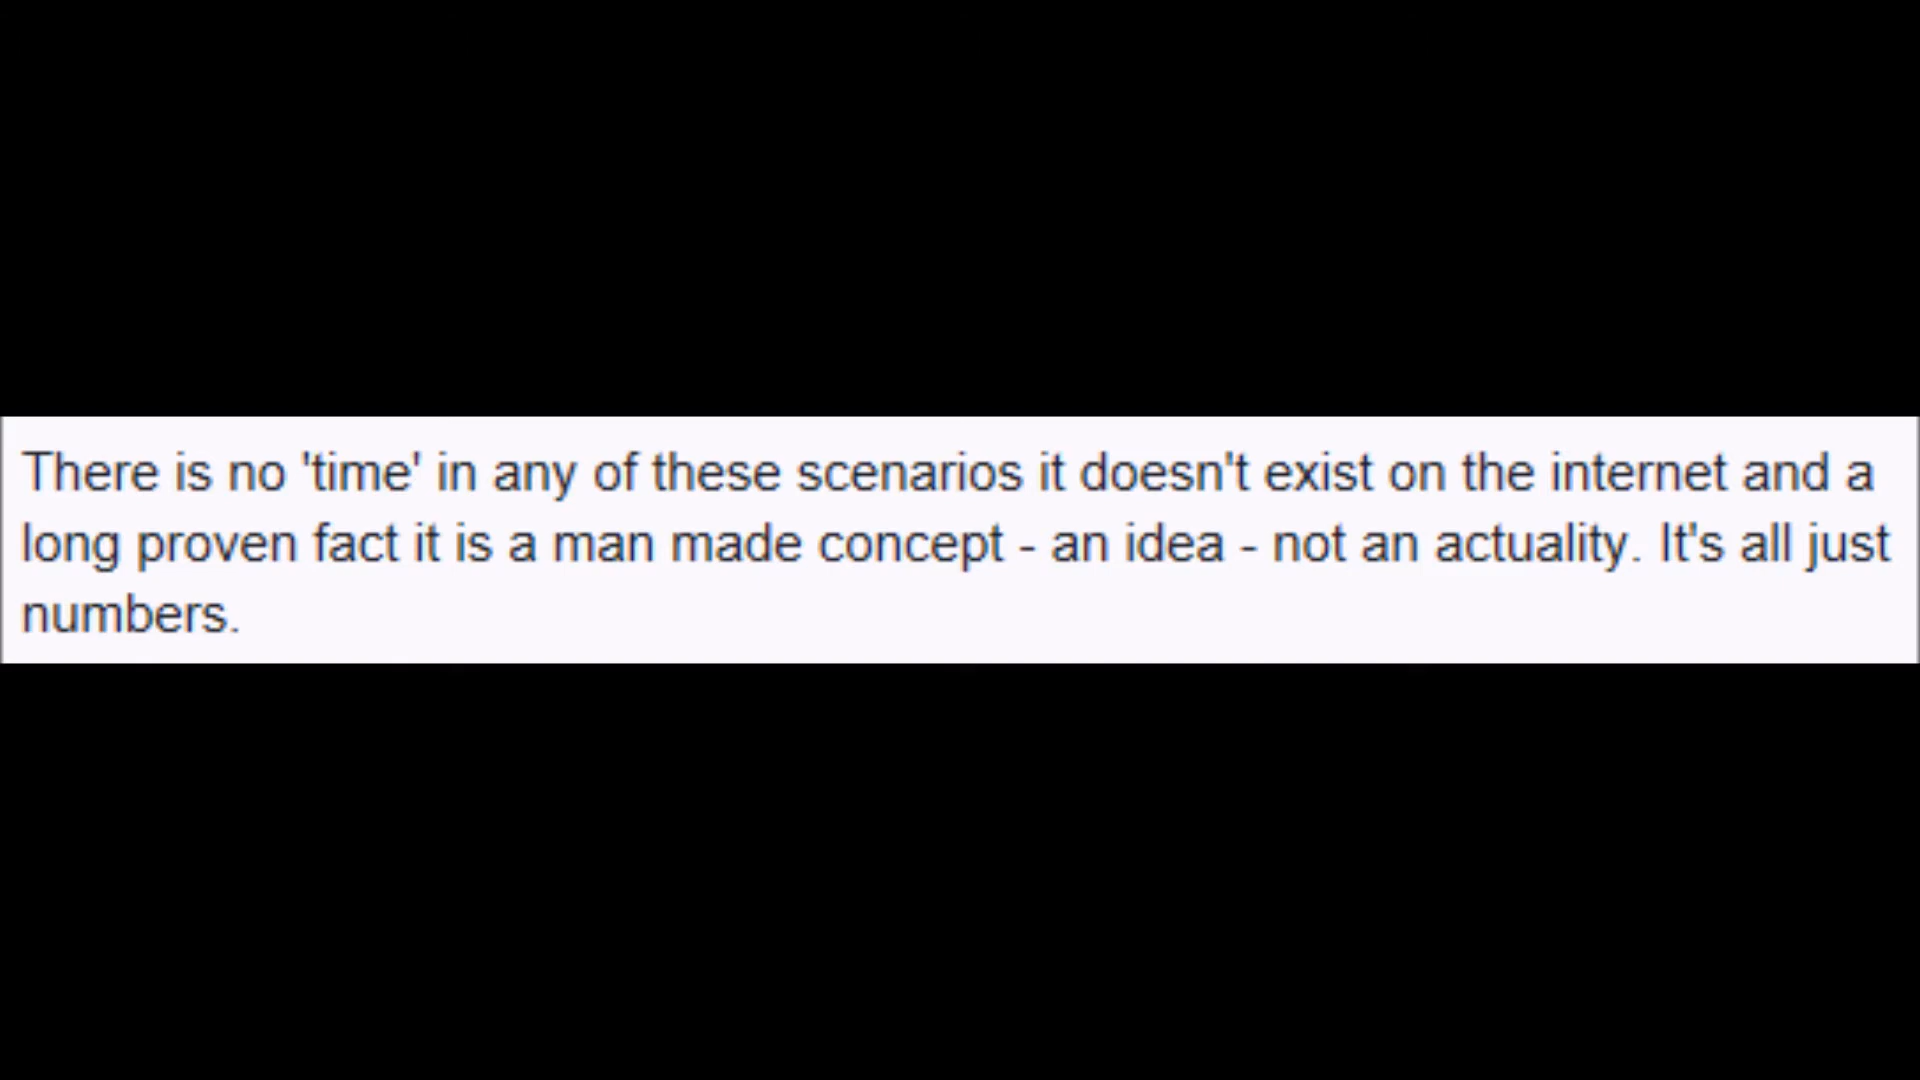 There is no 'time' in any of these scenarios it doesn't exist on the internet and a
long proven fact it is a man made concept - an idea - not an actuality. It's all just
numbers.